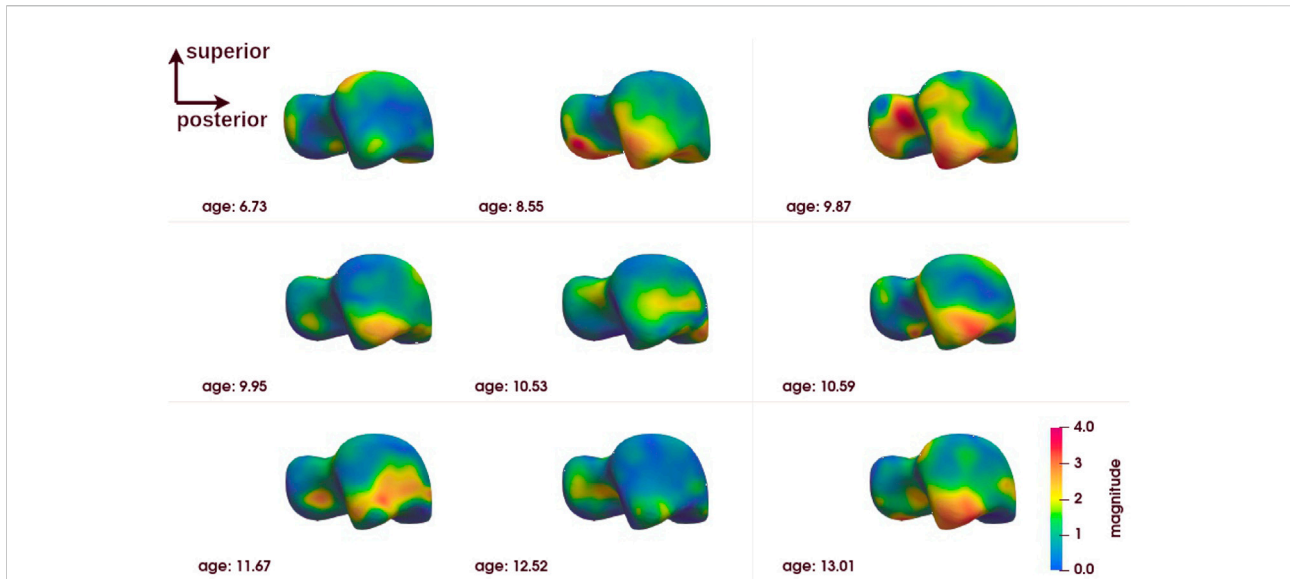 superior
posterior
age: 6.73
age: 8.55
age: 9.87
age: 9.95
age: 10.53
age: 10.59
age: 11.67
age: 12.52
age: 13.01
4.0
3
2
1
0.0
magnitude